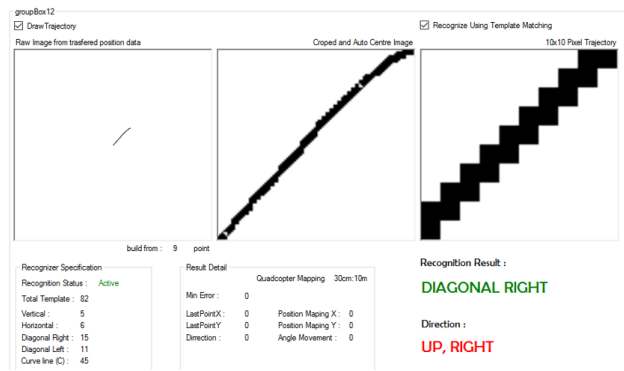 groupBox12
Draw Trajectory
Recognize Using Template Matching
Raw Image from trasfered position data
Croped and Auto Centre Image
10x10 Pixel Trajectory
build from : 9 point
Recognizer Specification
Recognition Status : Active
Total Template : 82
Vertical : 5
Horizontal : 6
Diagonal Right : 15
Diagonal Left : 11
Curve line (C) : 45
Result Detail
Quadcopter Mapping 30cm:10m
Min Error : 0
LastPointX : 0 Position Maping X : 0
LastPointY 0 Position Maping Y : 0
Direction : 0 Angle Movement : 0
Recognition Result :
DIAGONAL RIGHT
Direction :
UP, RIGHT